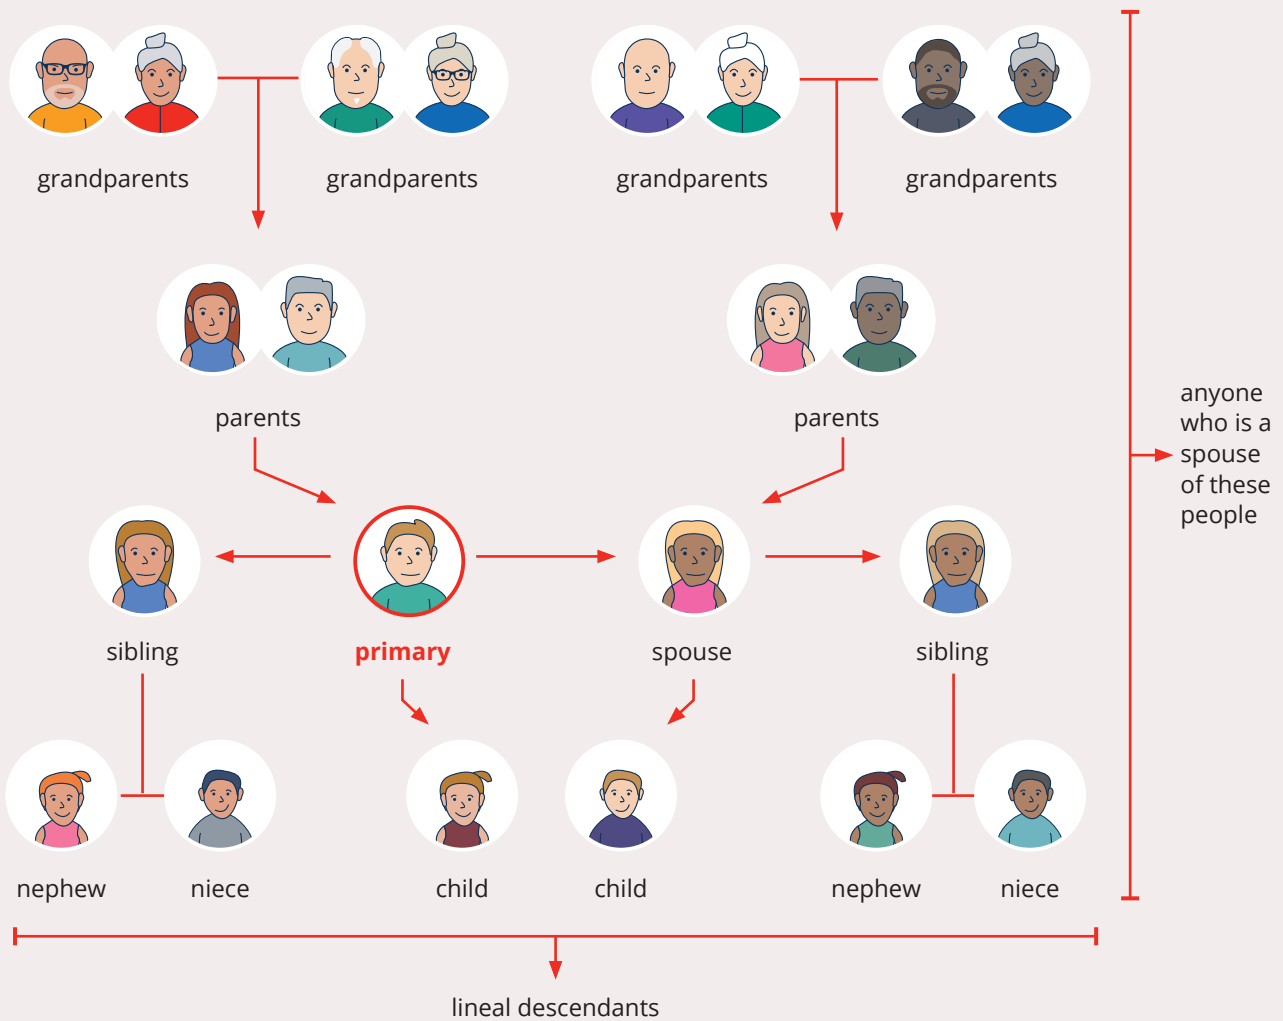 grandparents
grandparents
grandparents
grandparents
parents
parents
anyone
who is a
spouse
of these
people
sibling
primary
spouse
sibling
nephew
niece
child
child
nephew
niece
lineal descendants